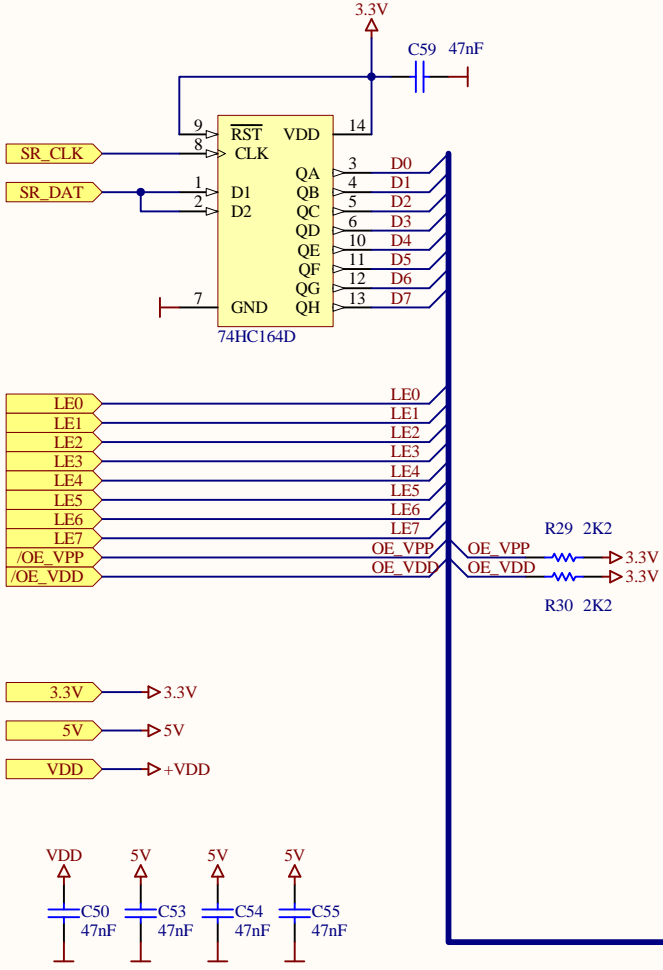 3.3V
C59 47nF
9 RST VDD 14
SR_CLK 8 CLK
QA 3 D0
SR_DAT 1 D1 QB 4 D1
2 D2 QC 5 D2
QD 6 D3
QE 10 D4
QF 11 D5
QG 12 D6
7 GND QH 13 D7
74HC164D
LE0 LE0
LE1 LE1
LE2 LE2
LE3 LE3
LE4 LE4
LE5 LE5
LE6 LE6
LE7 LE7
R29 2K2
/OE_VPP OE_VPP OE_VPP 3.3V
/OE_VDD OE_VDD OE_VDD 3.3V
R30 2K2
3.3V 3.3V
5V 5V
VDD +VDD
VDD 5V 5V 5V
C50 C53 C54 C55
47nF 47nF 47nF 47nF